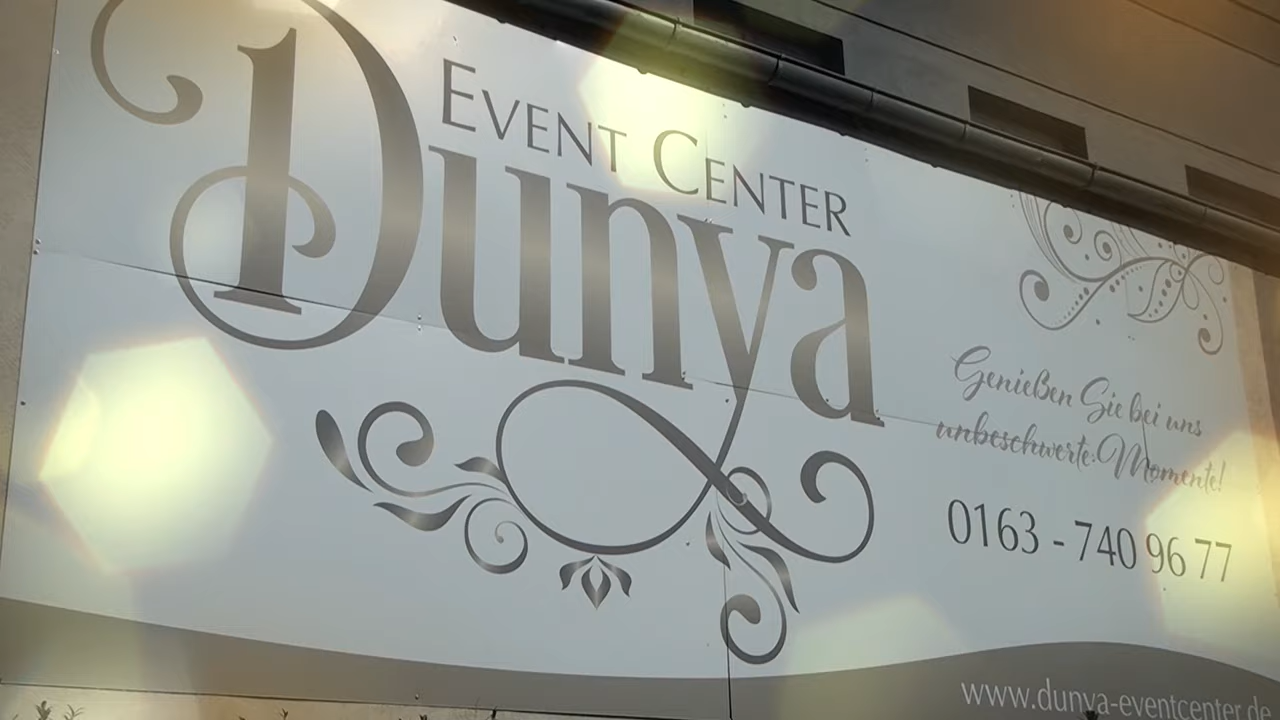 EVENT CENTER
Dunya
Genießen Sie bei uns
unbeschwerte Momente!
0163 - 740 96 77
www.dunya-eventcenter.de